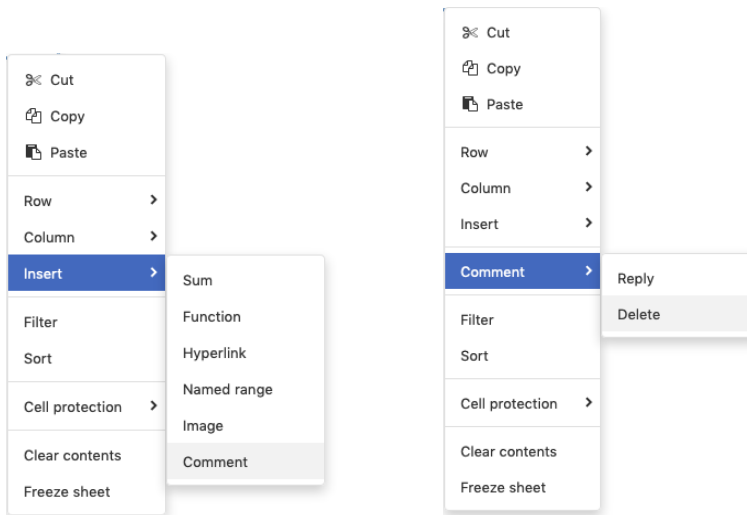 Cut
Copy
Paste
Row
Column
Insert
Filter
Sort
Cell protection
Clear contents
Freeze sheet
Sum
Function
Hyperlink
Named range
Image
Comment
Cut
Copy
Paste
Row
Column
Insert
Comment
Filter
Sort
Cell protection
Clear contents
Freeze sheet
Reply
Delete